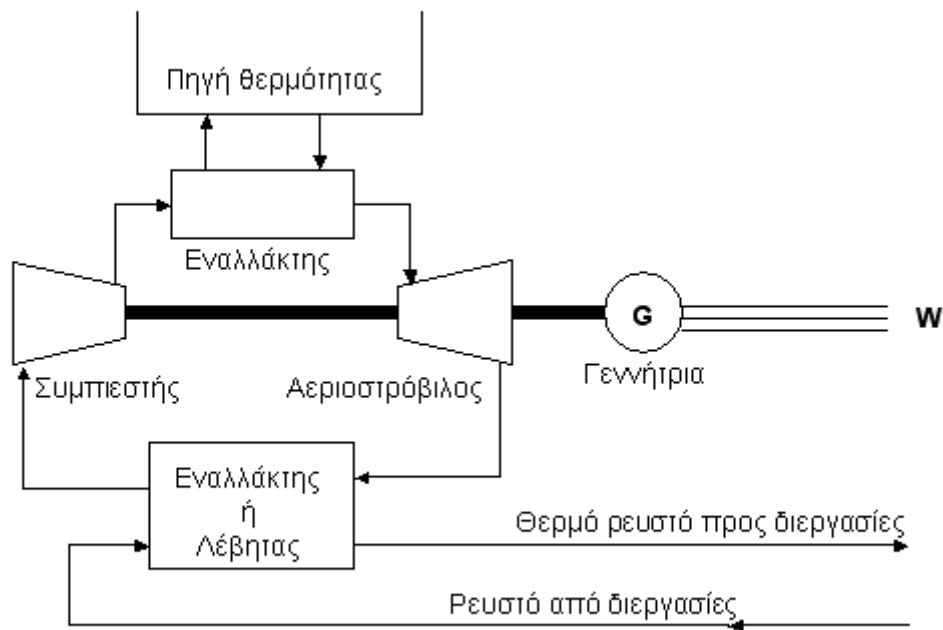 Πηγή θερμότητας
Εναλλάκτης
G
W
Γεννήτρια
Συμπιεστής
Αεριοστρόβιλος
Εναλλάκτης
ή
Λέβητας
Θερμό ρευστό προς διεργασίες
Ρευστό από διεργασίες